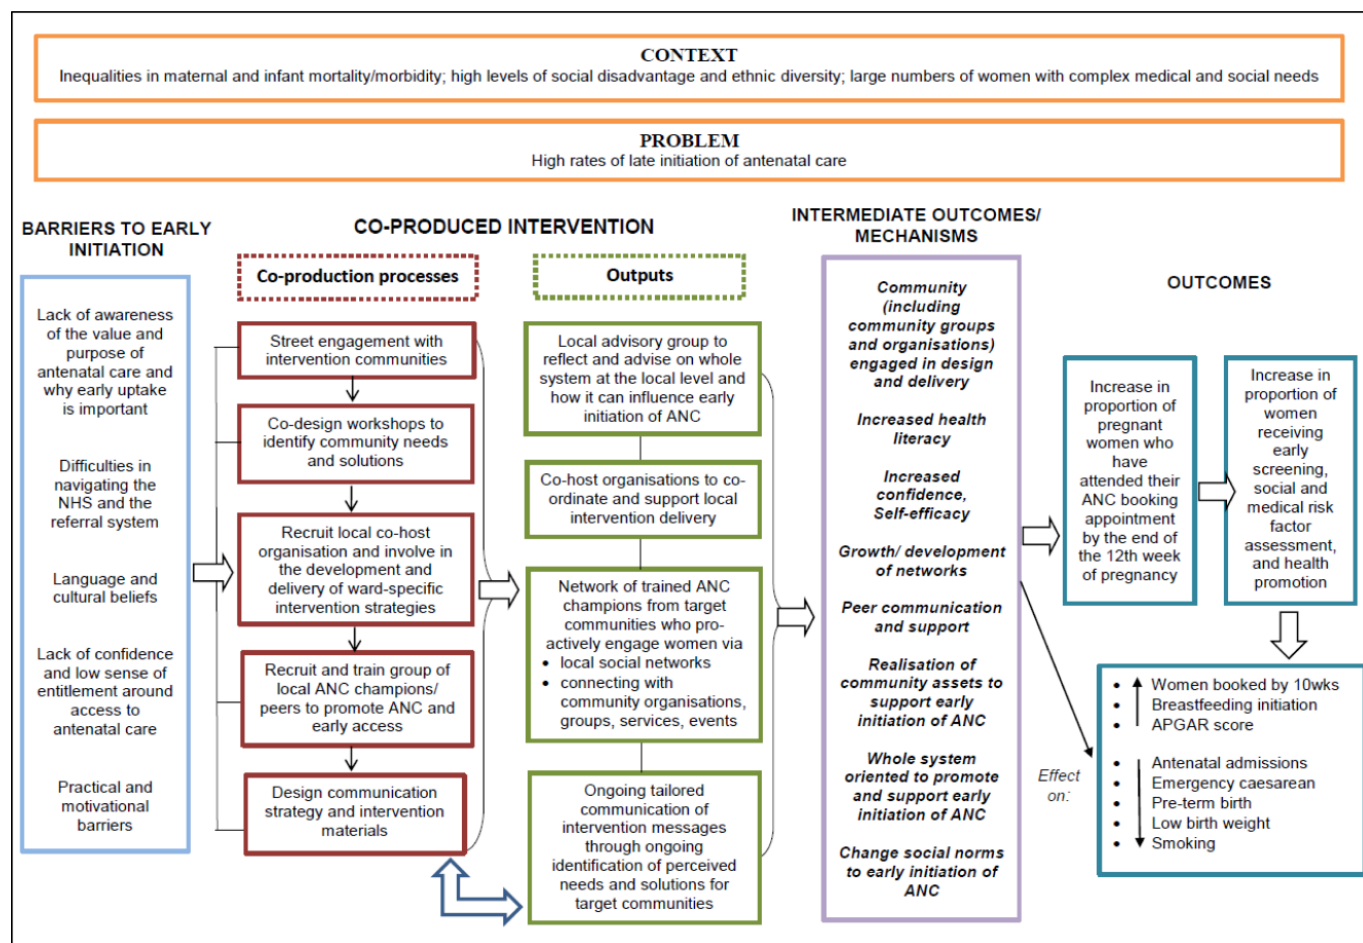 CONTEXT
Inequalities in maternal and infant mortality/morbidity; high levels of social disadvantage and ethnic diversity; large numbers of women with complex medical and social needs
PROBLEM
High rates of late initiation of antenatal care
BARRIERS TO EARLY
INITIATION
Lack of awareness
of the value and
purpose of
antenatal care and
why early uptake
is important
Difficulties in
navigating the
NHS and the
referral system
Language and
cultural beliefs
Lack of confidence
and low sense of
entitlement around
access to
antenatal care
Practical and
motivational
barriers
CO-PRODUCED INTERVENTION
Co-production processes
Street engagement with
intervention communities
Co-design workshops to
identify community needs
and solutions
Recruit local co-host
organisation and involve in
the development and
delivery of ward-specific
intervention strategies
Recruit and train group of
local ANC champions/
peers to promote ANC and
early access
Design communication
strategy and intervention
materials
Outputs
Local advisory group to
reflect and advise on whole
system at the local level and
how it can influence early
initiation of ANC
Co-host organisations to co-
ordinate and support local
intervention delivery
Network of trained ANC
champions from target
communities who pro-
actively engage women via
• local social networks
• connecting with
community organisations,
groups, services, events
Ongoing tailored
communication of
intervention messages
through ongoing
identification of perceived
needs and solutions for
target communities
INTERMEDIATE OUTCOMES/
MECHANISMS
Community
(including
community groups
and organisations)
engaged in design
and delivery
Increased health
literacy
Increased
confidence,
Self-efficacy
Growth/ development
of networks
Peer communication
and support
Realisation of
community assets to
support early
initiation of ANC
Whole system
oriented to promote
and support early
initiation of ANC
Change social norms
to early initiation of
ANC
OUTCOMES
Increase in
proportion of
pregnant
women who
have
attended their
ANC booking
appointment
by the end of
the 12th week
of pregnancy
Increase in
proportion of
women
receiving
early
screening,
social and
medical risk
factor
assessment,
and health
promotion
Effect
on:
• Women booked by 10wks
• Breastfeeding initiation
• APGAR score
• Antenatal admissions
• Emergency caesarean
• Pre-term birth
• Low birth weight
• Smoking